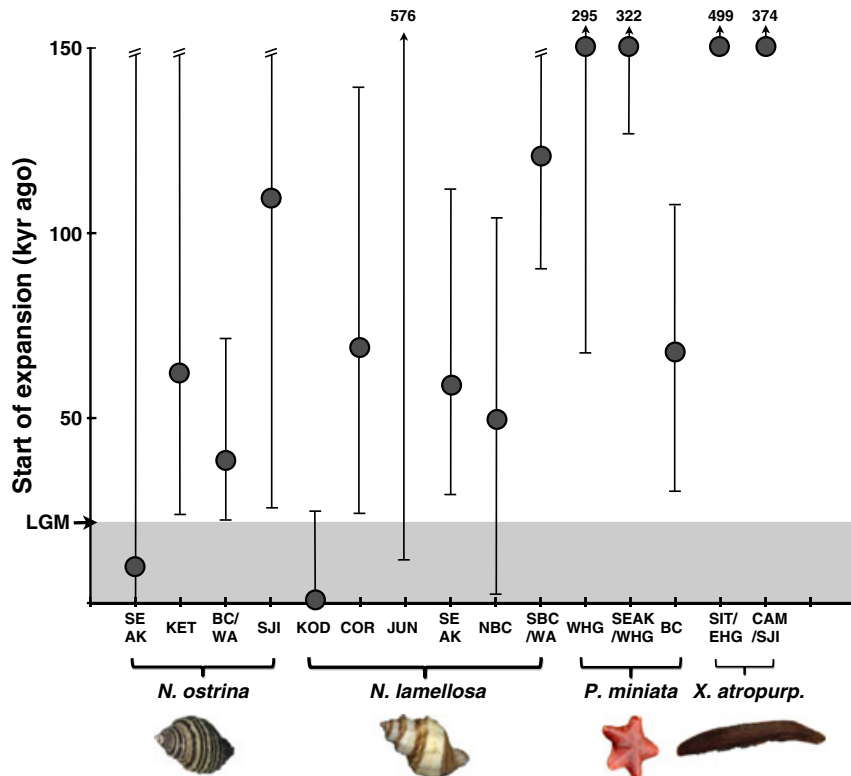 576
295
322
499
374
150
100
50
Start of expansion (kyr ago)
LGM
SE
AK
KET
BC/
WA
SJI
KOD
COR
JUN
SE
AK
NBC
SBC
/WA
WHG
SEAK
/WHG
BC
SIT/
EHG
CAM
/SJI
N. ostrina
N. lamellosa
P. miniata
X. atropurp.